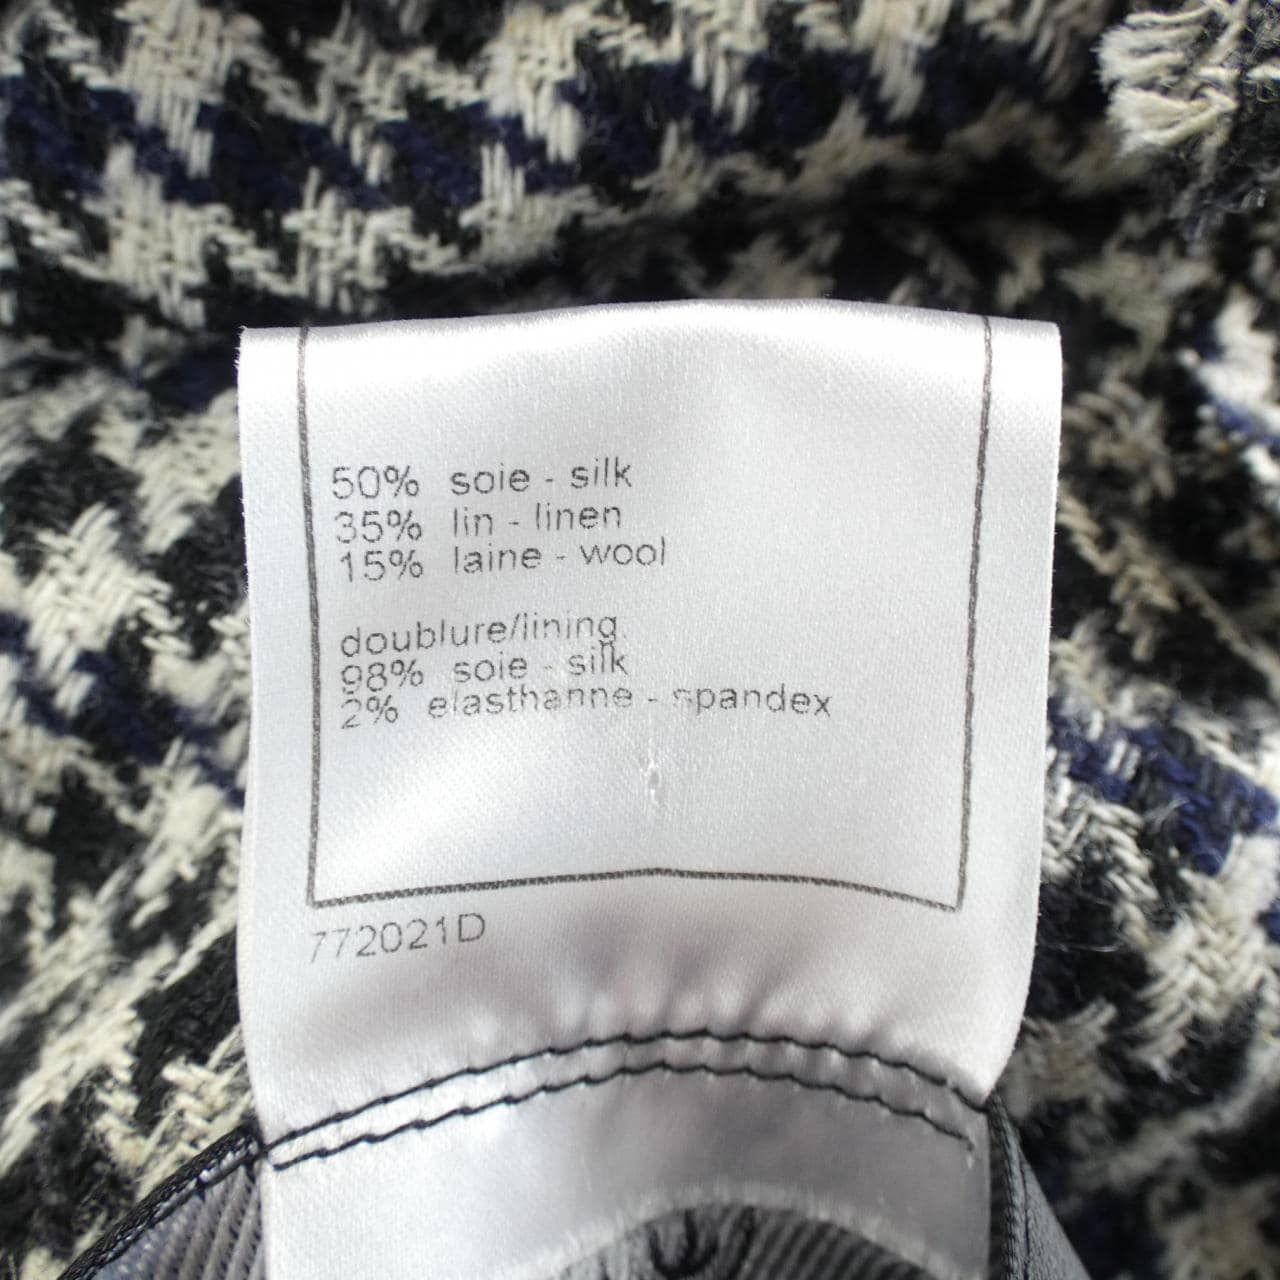 50% soie - silk
35% lin - linen
15% laine - wool
doublure/lining
98% soie - silk
2% elasthanne - spandex
772021D